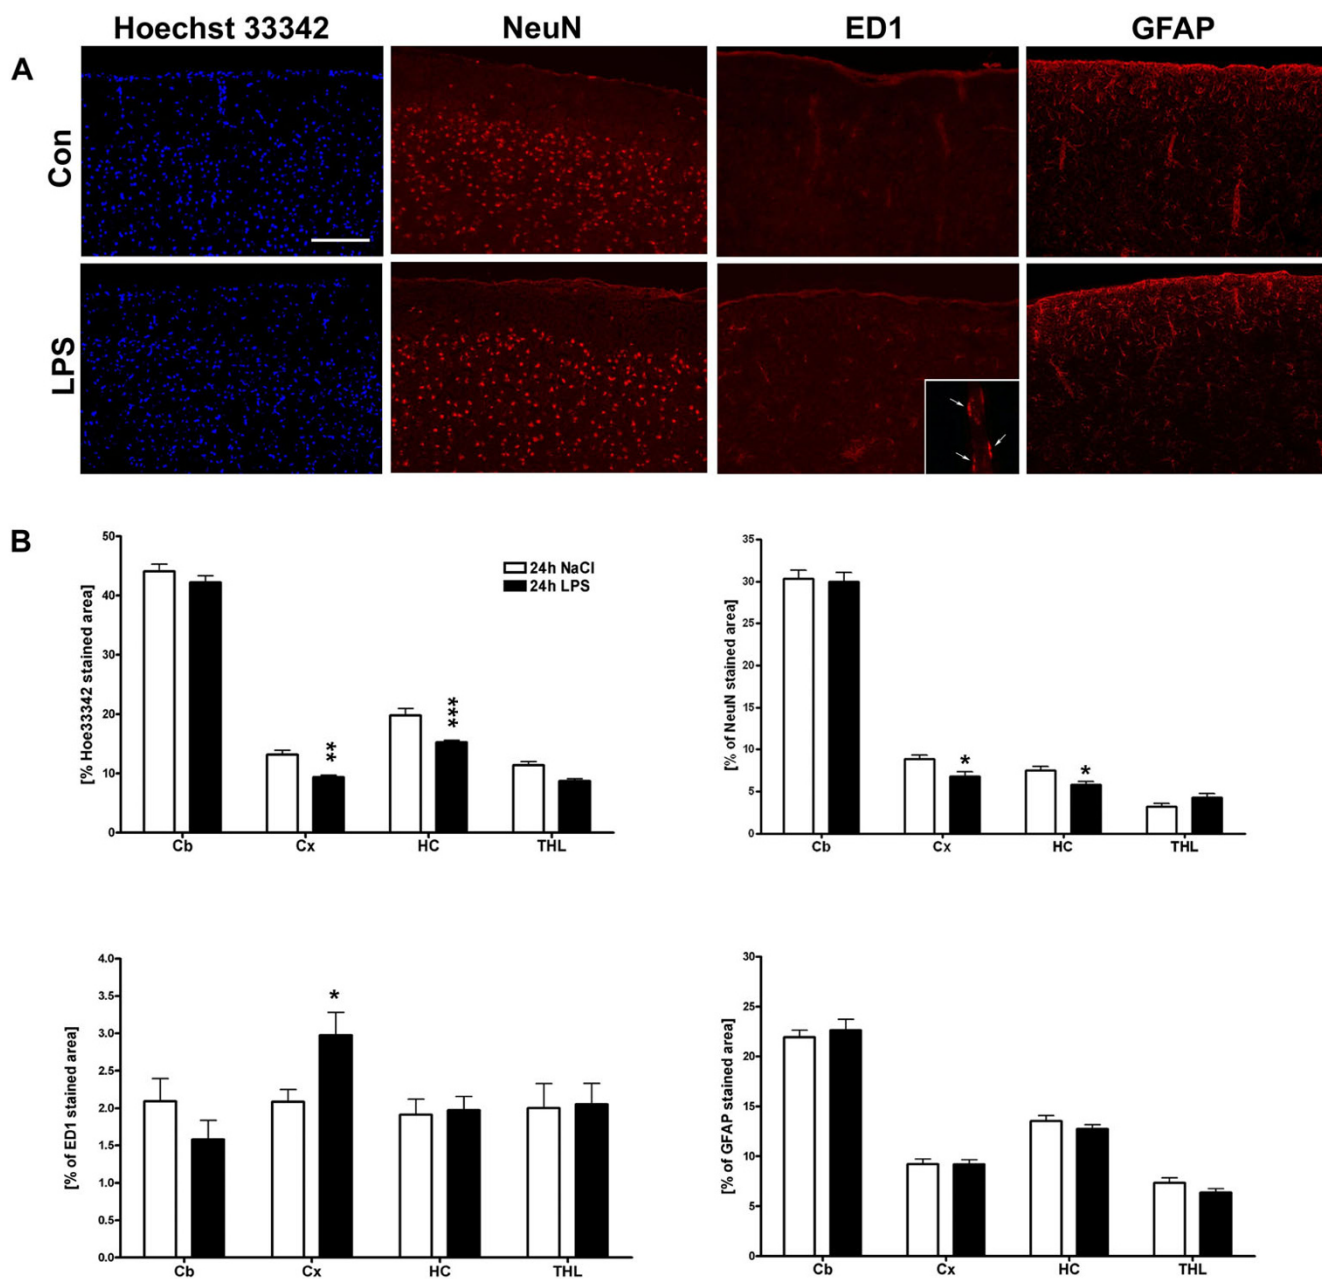 Hoechst 33342 NeuN ED1 GFAP
A
Con
LPS
B
[% Hoe33342 stained area]
50
40
30
20
10
0
24h NaCl
24h LPS
**
***
Cb Cx HC THL
[% of NeuN stained area]
35
30
25
20
15
10
5
0
*
*
Cb Cx HC THL
[% of ED1 stained area]
4.0
3.5
3.0
2.5
2.0
1.5
1.0
0.5
0.0
*
Cb Cx HC THL
[% of GFAP stained area]
30
25
20
15
10
5
0
Cb Cx HC THL